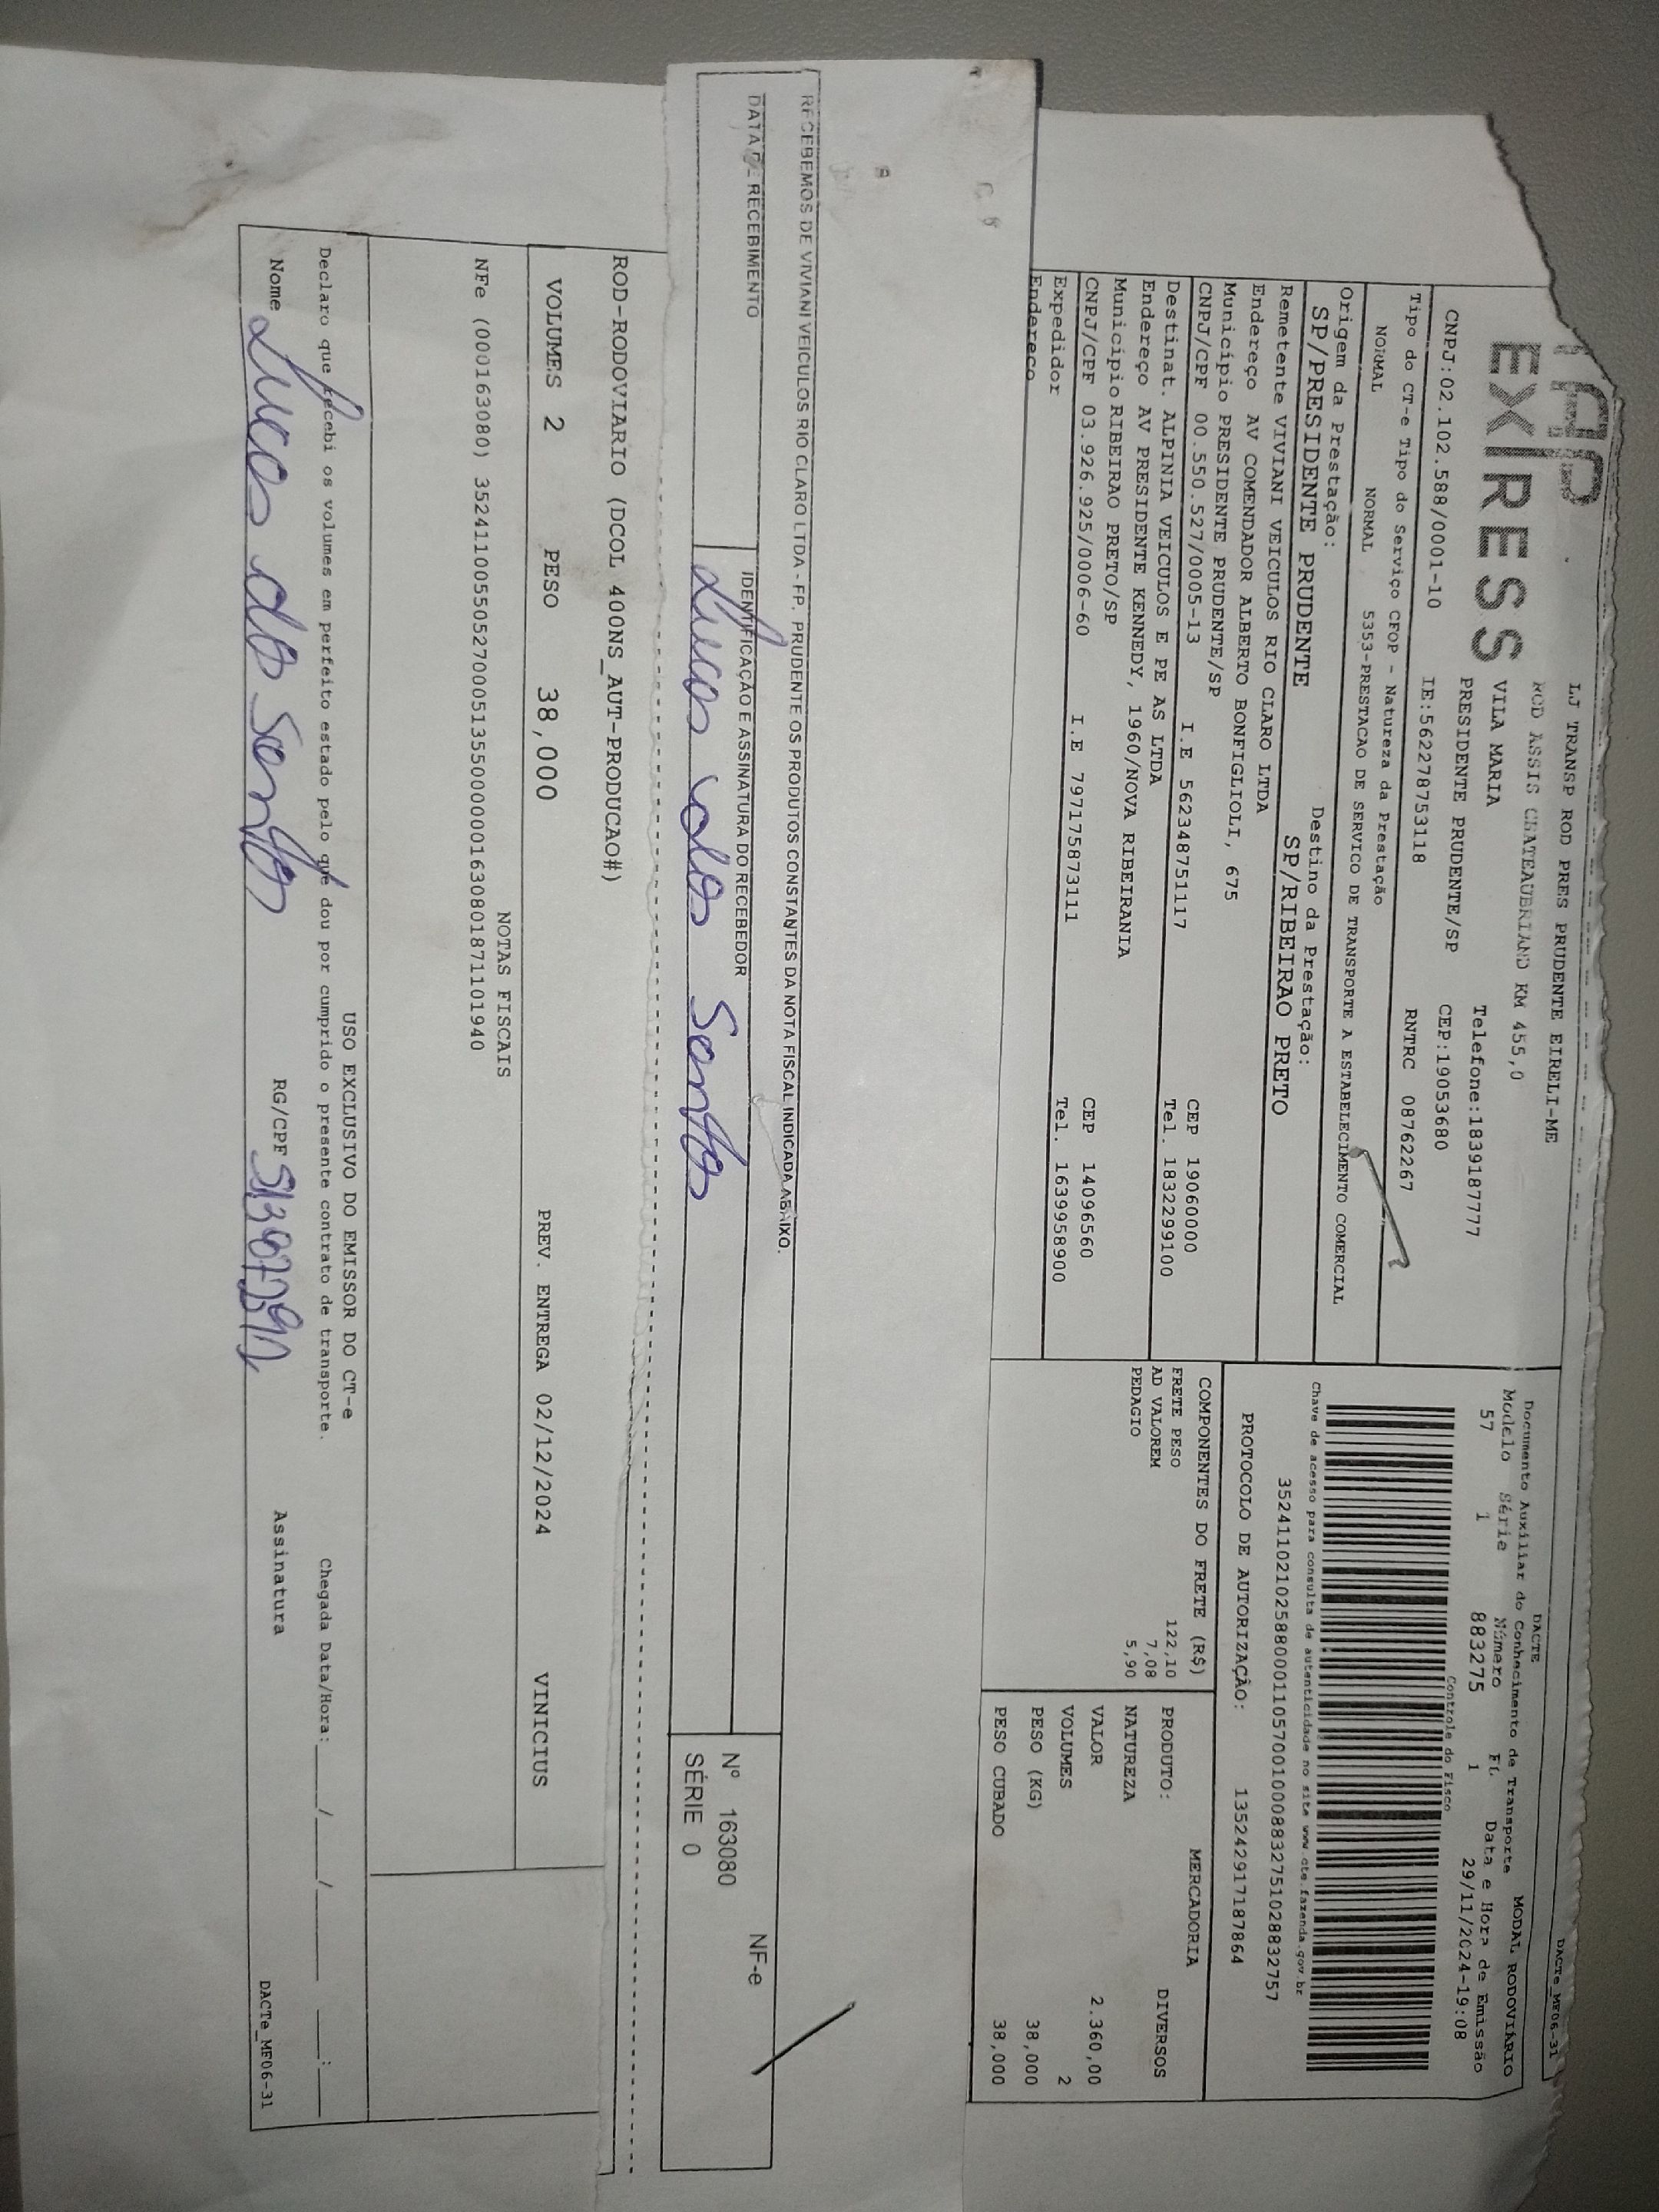 EXPRESS
LJ TRANSP ROD PRES PRUDENTE EIRELI-ME
ROD ASSIS CHATEAUBRIAND KM 455,0
VILA MARIA Telefone:1839187777
PRESIDENTE PRUDENTE/SP CEP:19053680
CNPJ:02.102.588/0001-10 IE:562278753118 RNTRC 08762267
Tipo do CT-e Tipo do Serviço CFOP - Natureza da Prestação
NORMAL NORMAL 5353-PRESTACAO DE SERVICO DE TRANSPORTE A ESTABELECIMENTO COMERCIAL
Origem da Prestação: Destino da Prestação:
SP/PRESIDENTE PRUDENTE SP/RIBEIRAO PRETO
Remetente VIVIANI VEICULOS RIO CLARO LTDA
Endereço AV COMENDADOR ALBERTO BONFIGLIOLI, 675
Município PRESIDENTE PRUDENTE/SP CEP 19060000
CNPJ/CPF 00.550.527/0005-13 I.E 562348751117 Tel. 1832299100
Destinat. ALPINIA VEICULOS E PE AS LTDA
Endereço AV PRESIDENTE KENNEDY, 1960/NOVA RIBEIRANIA
Município RIBEIRAO PRETO/SP CEP 14096560
CNPJ/CPF 03.926.925/0006-60 I.E 797175873111 Tel. 1639958900
Expedidor
Endereço
DACTe_MF06-31
DACTE
Documento Auxiliar do Conhecimento de Transporte MODAL RODOVIÁRIO
Modelo Série Número FL Data e Hora de Emissão
57 1 883275 1 29/11/2024-19:08
Controle do Fisco
Chave de acesso para consulta de autenticidade no site www.cte.fazenda.gov.br
35241102102588000110570010008832751028832757
PROTOCOLO DE AUTORIZAÇÃO: 135242917187864
COMPONENTES DO FRETE (R$)
FRETE PESO 122,10
AD VALOREM 7,08
PEDAGIO 5,90
MERCADORIA
PRODUTO: DIVERSOS
NATUREZA
VALOR 2.360,00
VOLUMES 2
PESO (KG) 38,000
PESO CUBADO 38,000
RECEBEMOS DE VIVIANI VEICULOS RIO CLARO LTDA - FP. PRUDENTE OS PRODUTOS CONSTANTES DA NOTA FISCAL INDICADA ABAIXO.
DATA DE RECEBIMENTO
IDENTIFICAÇÃO E ASSINATURA DO RECEBEDOR
Lucas dos Santos
NF-e
Nº 163080
SÉRIE 0
ROD-RODOVIARIO (DCOL 400NS_AUT-PRODUCAO#)
VOLUMES 2 PESO 38,000 PREV. ENTREGA 02/12/2024 VINICIUS
NOTAS FISCAIS
NFe (000163080) 35241100550527000513550000001630801871101940
USO EXCLUSIVO DO EMISSOR DO CT-e
Declaro que recebi os volumes em perfeito estado pelo que dou por cumprido o presente contrato de transporte. Chegada Data/Hora:____/____/______ ___:___
Nome Lucas dos Santos RG/CPF Assinatura
DACTe_MF06-31